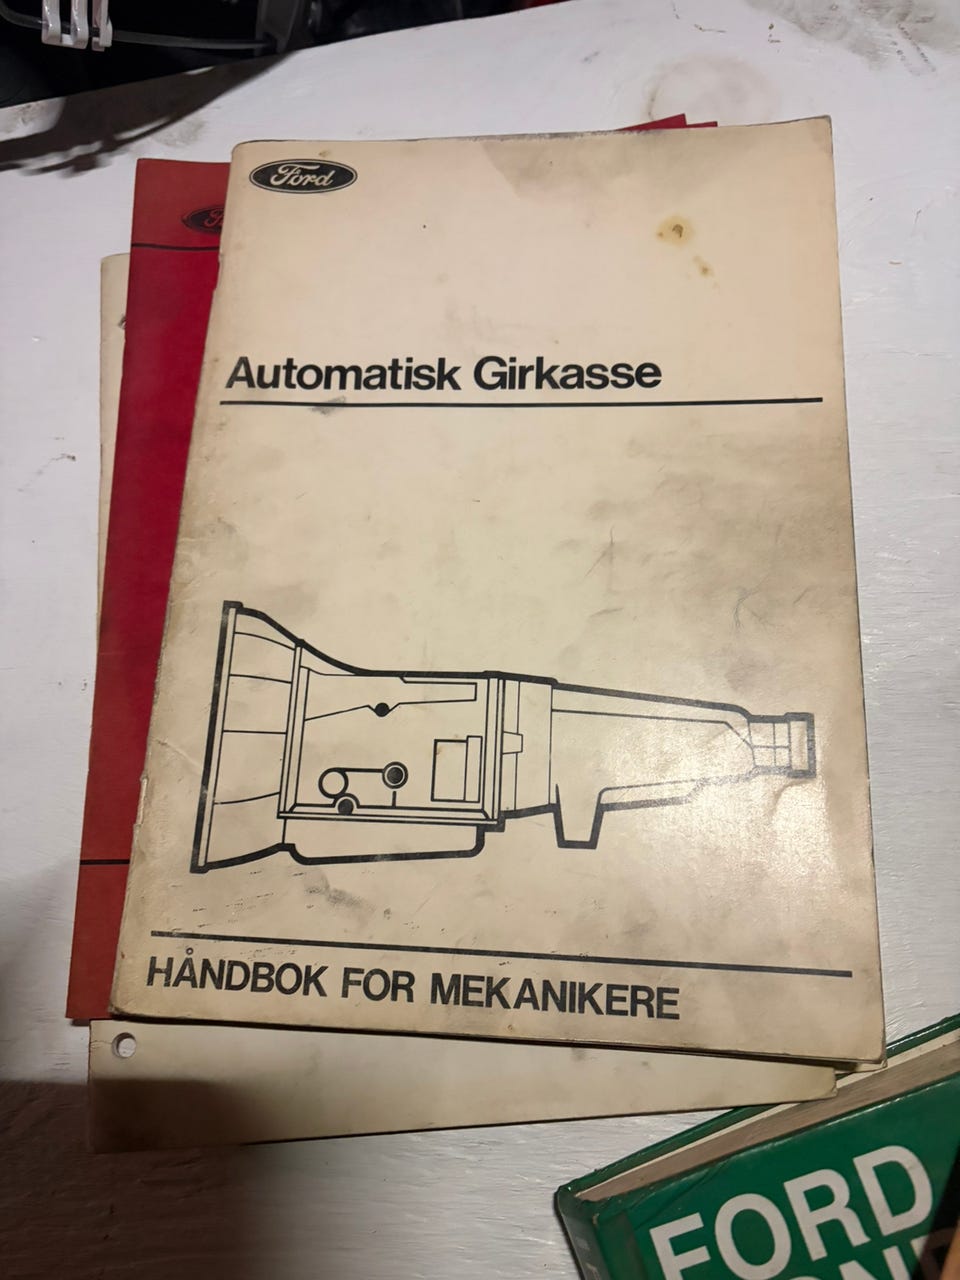 Ford
Automatisk Girkasse
HÅNDBOK FOR MEKANIKERE
FORD